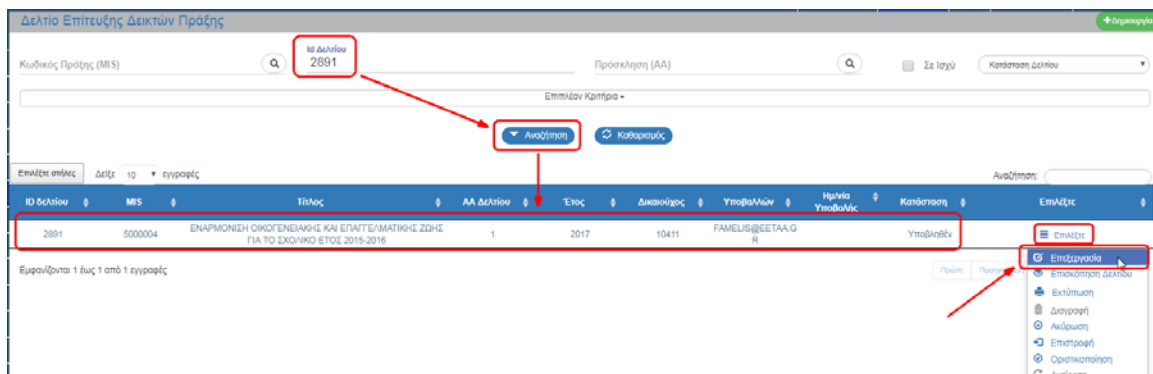 Δελτίο Επίτευξης Δεικτών Πράξης
+Δημιουργία
Κωδικός Πράξης (MIS)
Id Δελτίου
2891
Πρόσκληση (ΑΑ)
Σε Ισχύ
Κατάσταση Δελτίου
Επιπλέον Κριτήρια
Αναζήτηση
Καθαρισμός
Επιλέξτε στήλες
Δείξε 10 εγγραφές
Αναζήτηση:
ID δελτίου MIS Τίτλος ΑΑ Δελτίου Έτος Δικαιούχος Υποβαλλών Ημ/νία Υποβολής Κατάσταση Επιλέξτε
2891 5000004 ΕΝΑΡΜΟΝΙΣΗ ΟΙΚΟΓΕΝΕΙΑΚΗΣ ΚΑΙ ΕΠΑΓΓΕΛΜΑΤΙΚΗΣ ΖΩΗΣ ΓΙΑ ΤΟ ΣΧΟΛΙΚΟ ΕΤΟΣ 2015-2016 1 2017 10411 FAMELIS@EETAA.GR Υποβληθέν Επιλέξτε
Εμφανίζονται 1 έως 1 από 1 εγγραφές
Πρώτη
Επεξεργασία
Επισκόπηση Δελτίου
Εκτύπωση
Διαγραφή
Ακύρωση
Επιστροφή
Οριστικοποίηση